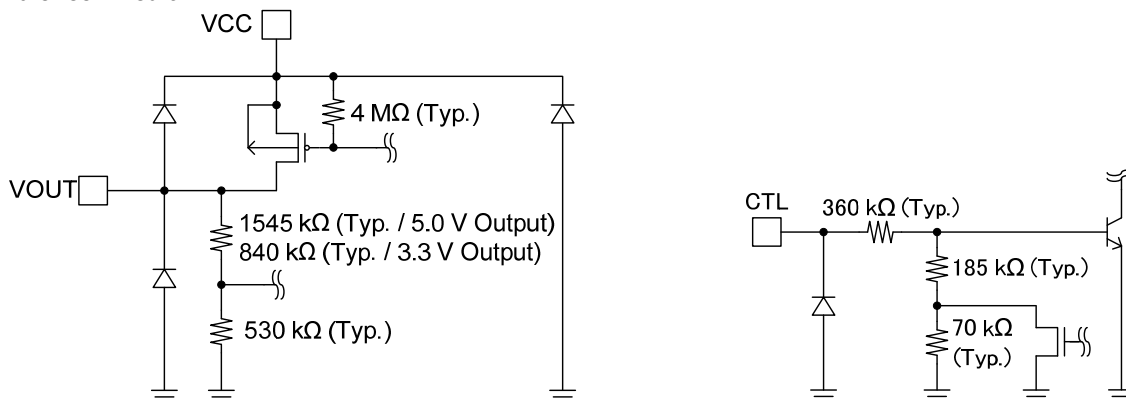 VCC
4 MΩ (Typ.)
VOUT
1545 kΩ (Typ. / 5.0 V Output)
840 kΩ (Typ. / 3.3 V Output)
530 kΩ (Typ.)
CTL
360 kΩ (Typ.)
185 kΩ (Typ.)
70 kΩ
(Typ.)